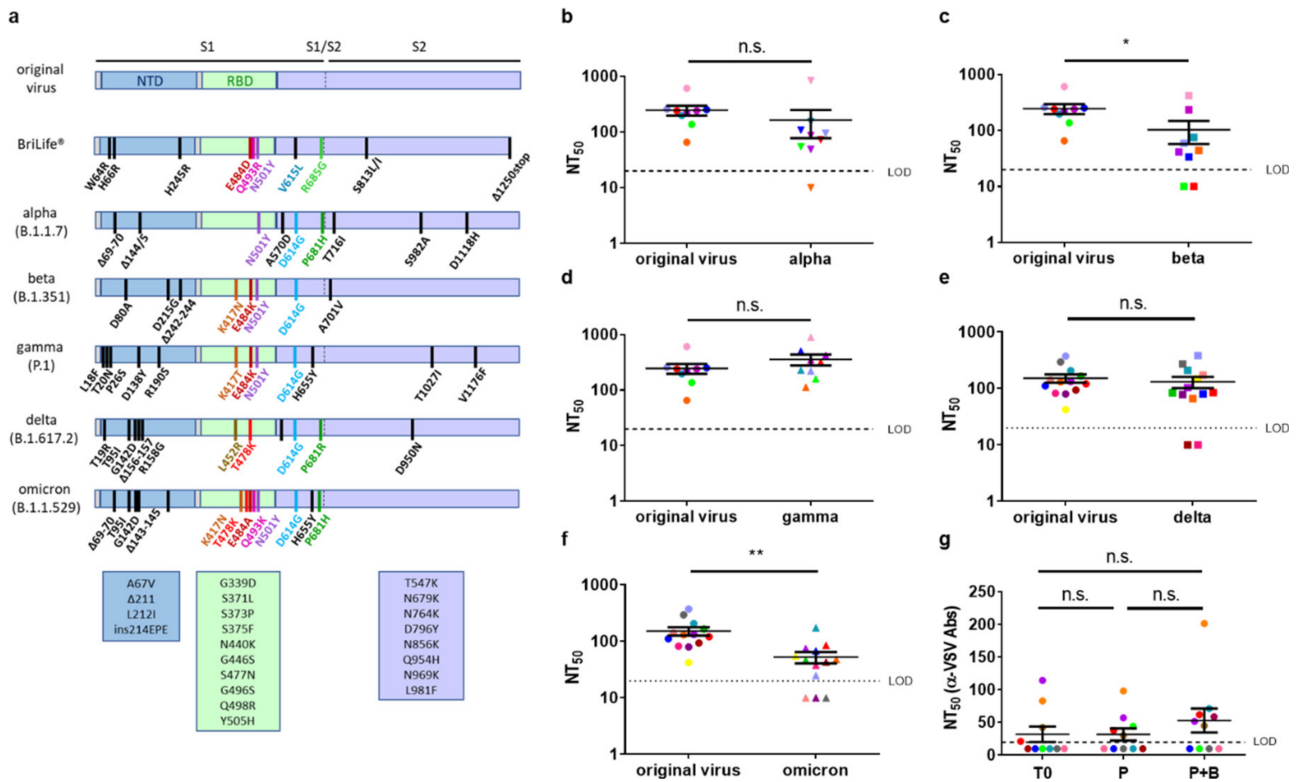 a
S1
S1/S2
S2
original
virus
NTD
RBD
BriLife®
W64R
H66R
H245R
E484D
Q493R
N501Y
V615L
R685G
S813L/I
Δ1250stop
alpha
(B.1.1.7)
Δ69-70
Δ144/5
N501Y
A570D
D614G
P681H
T716I
S982A
D1118H
beta
(B.1.351)
D80A
D215G
Δ242-244
K417N
E484K
N501Y
D614G
A701V
gamma
(P.1)
L18F
T20N
P26S
D138Y
R190S
K417T
E484K
N501Y
D614G
H655Y
T1027I
V1176F
delta
(B.1.617.2)
T19R
T95I
G142D
Δ156-157
R158G
L452R
T478K
D614G
P681R
D950N
omicron
(B.1.1.529)
Δ69-70
T95I
G142D
Δ143-145
K417N
T478K
E484A
Q493K
N501Y
D614G
H655Y
P681H
A67V
Δ211
L212I
ins214EPE
G339D
S371L
S373P
S375F
N440K
G446S
S477N
G496S
Q498R
Y505H
T547K
N679K
N764K
D796Y
N856K
Q954H
N969K
L981F
b
n.s.
NT50
1000
100
10
1
LOD
original virus
alpha
c
*
NT50
1000
100
10
1
LOD
original virus
beta
d
n.s.
NT50
1000
100
10
1
LOD
original virus
gamma
e
n.s.
NT50
1000
100
10
1
LOD
original virus
delta
f
**
NT50
1000
100
10
1
LOD
original virus
omicron
g
n.s.
n.s.
n.s.
NT50 (α-VSV Abs)
250
200
150
100
50
0
LOD
T0
P
P+B